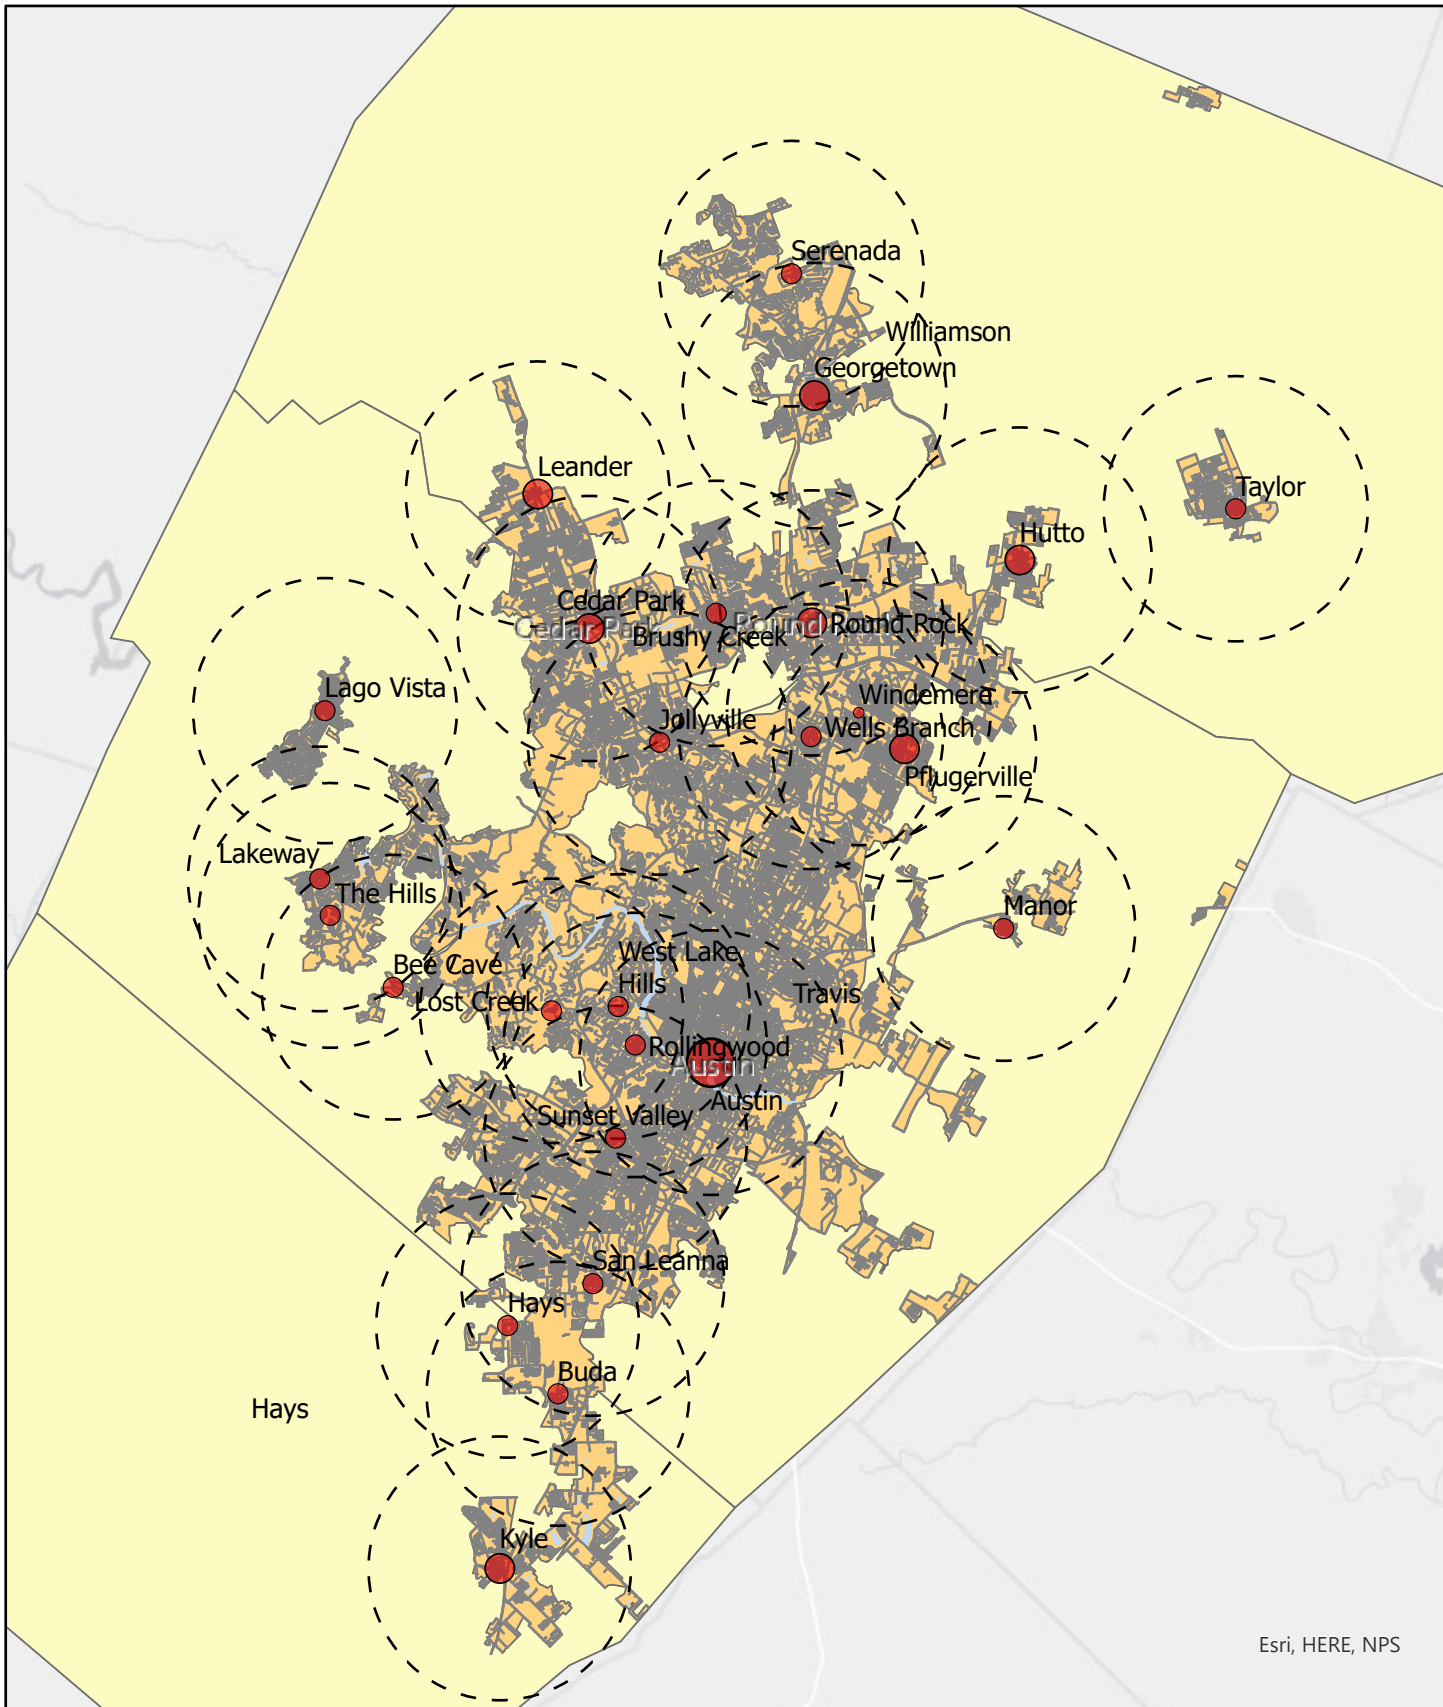 Serenada
Williamson
Georgetown
Leander
Taylor
Hutto
Cedar Park
Cedar Park
Round Rock
Brushy Creek
Lago Vista
Windemere
Jollyville
Wells Branch
Pflugerville
Lakeway
The Hills
Manor
West Lake
Hills
Bee Cave
Travis
Lost Creek
Rollingwood
Austin
Austin
Sunset Valley
San Leanna
Hays
Buda
Hays
Kyle
Esri, HERE, NPS